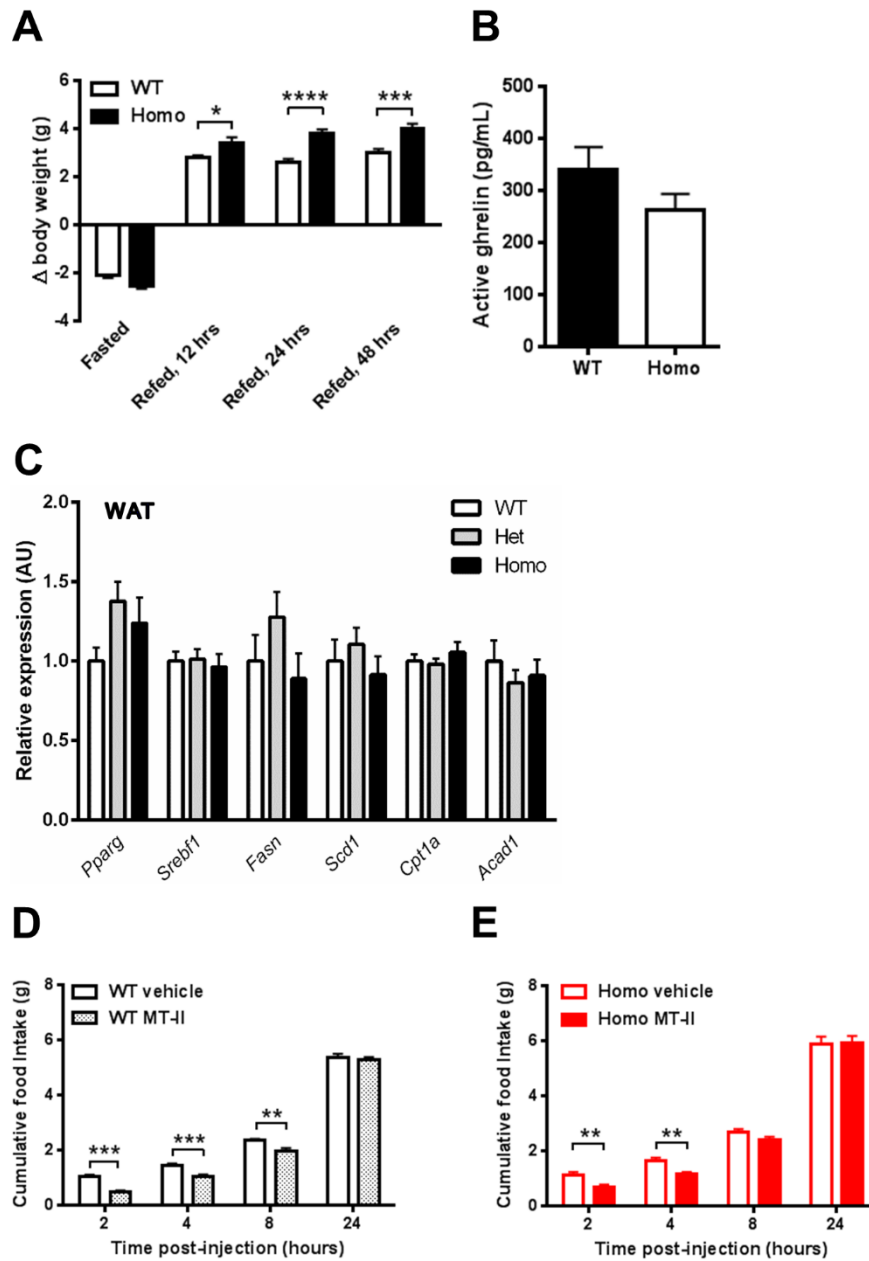 A
WT
Homo
*
****
***
6
4
2
0
-2
-4
Δ body weight (g)
Fasted
Refed, 12 hrs
Refed, 24 hrs
Refed, 48 hrs
B
500
400
300
200
100
0
Active ghrelin (pg/mL)
WT
Homo
C
WAT
WT
Het
Homo
2.0
1.5
1.0
0.5
0.0
Relative expression (AU)
Pparg
Srebf1
Fasn
Scd1
Cpt1a
Acad1
D
WT vehicle
WT MT-II
8
6
4
2
0
Cumulative food Intake (g)
***
***
**
2 4 8 24
Time post-injection (hours)
E
Homo vehicle
Homo MT-II
8
6
4
2
0
Cumulative food Intake (g)
**
**
2 4 8 24
Time post-injection (hours)